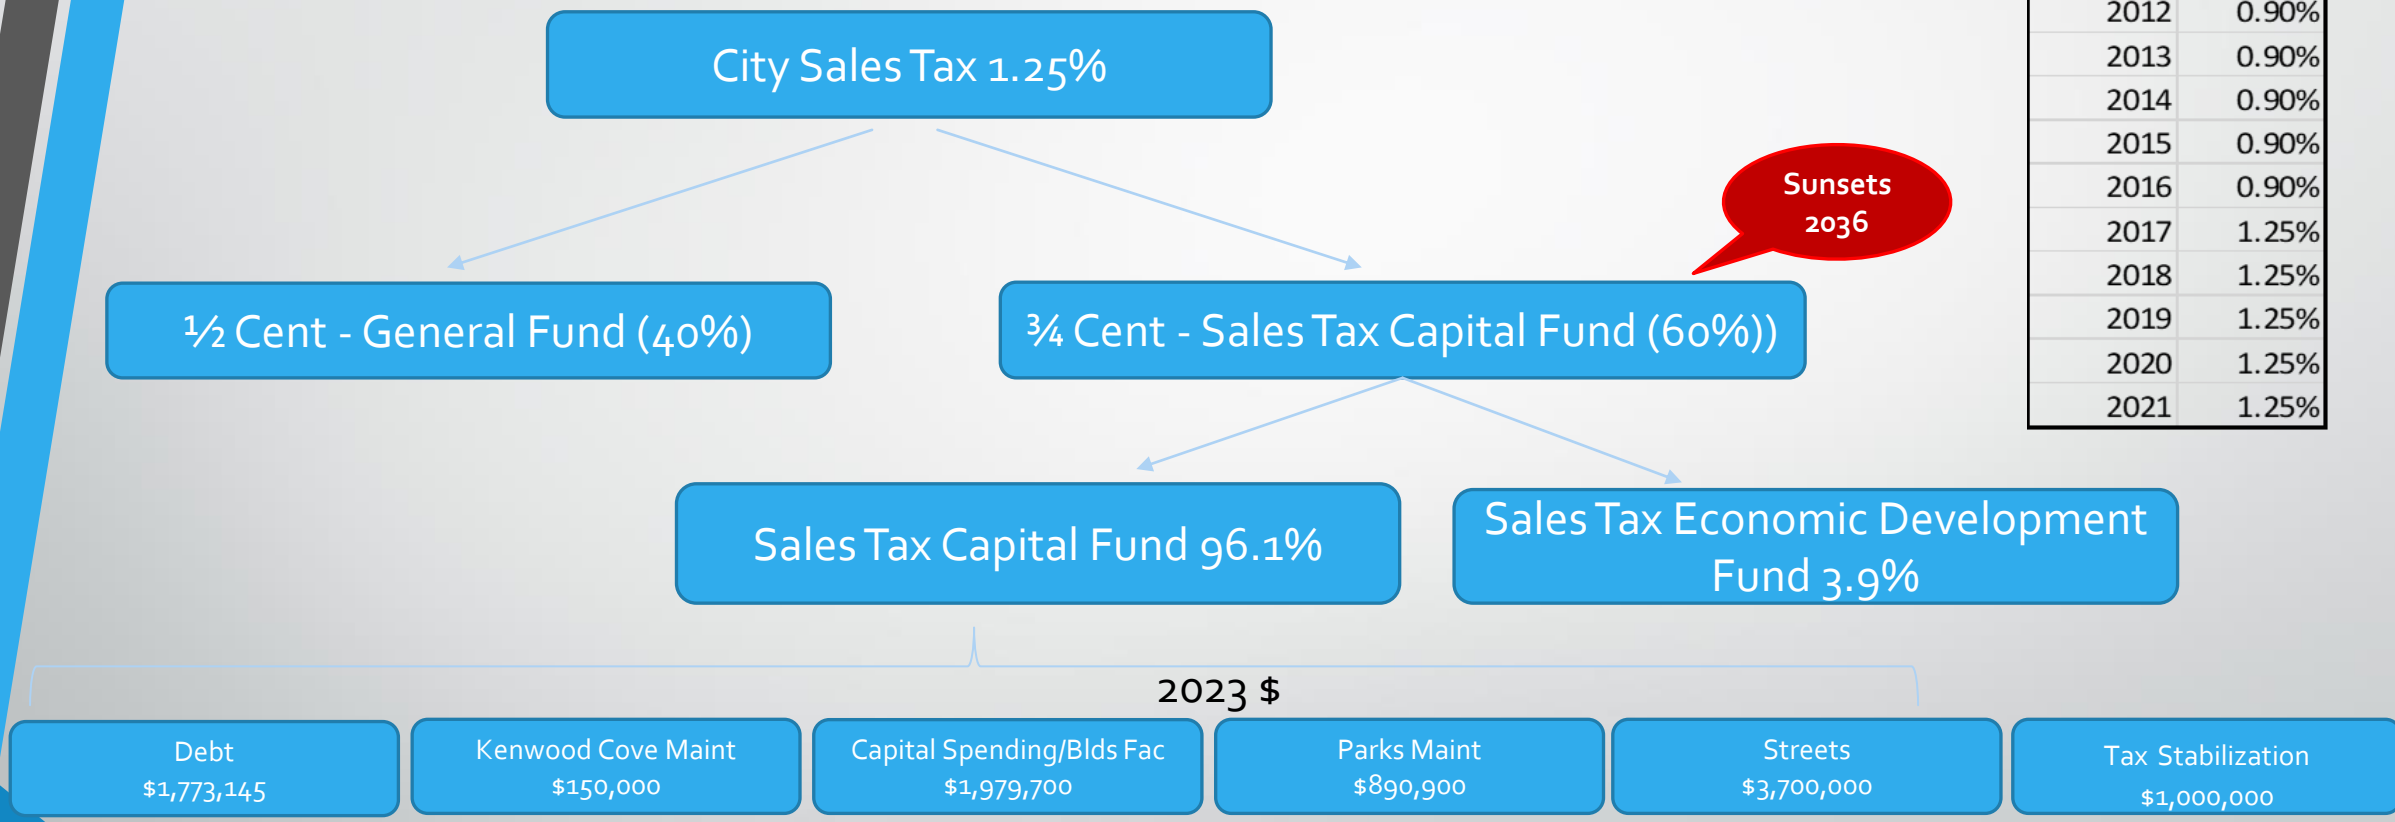 City Sales Tax 1.25%
2012 0.90%
2013 0.90%
2014 0.90%
2015 0.90%
2016 0.90%
2017 1.25%
2018 1.25%
2019 1.25%
2020 1.25%
2021 1.25%
Sunsets
2036
½ Cent - General Fund (40%)
¾ Cent - Sales Tax Capital Fund (60%))
Sales Tax Capital Fund 96.1%
Sales Tax Economic Development
Fund 3.9%
2023 $
Debt
$1,773,145
Kenwood Cove Maint
$150,000
Capital Spending/Blds Fac
$1,979,700
Parks Maint
$890,900
Streets
$3,700,000
Tax Stabilization
$1,000,000